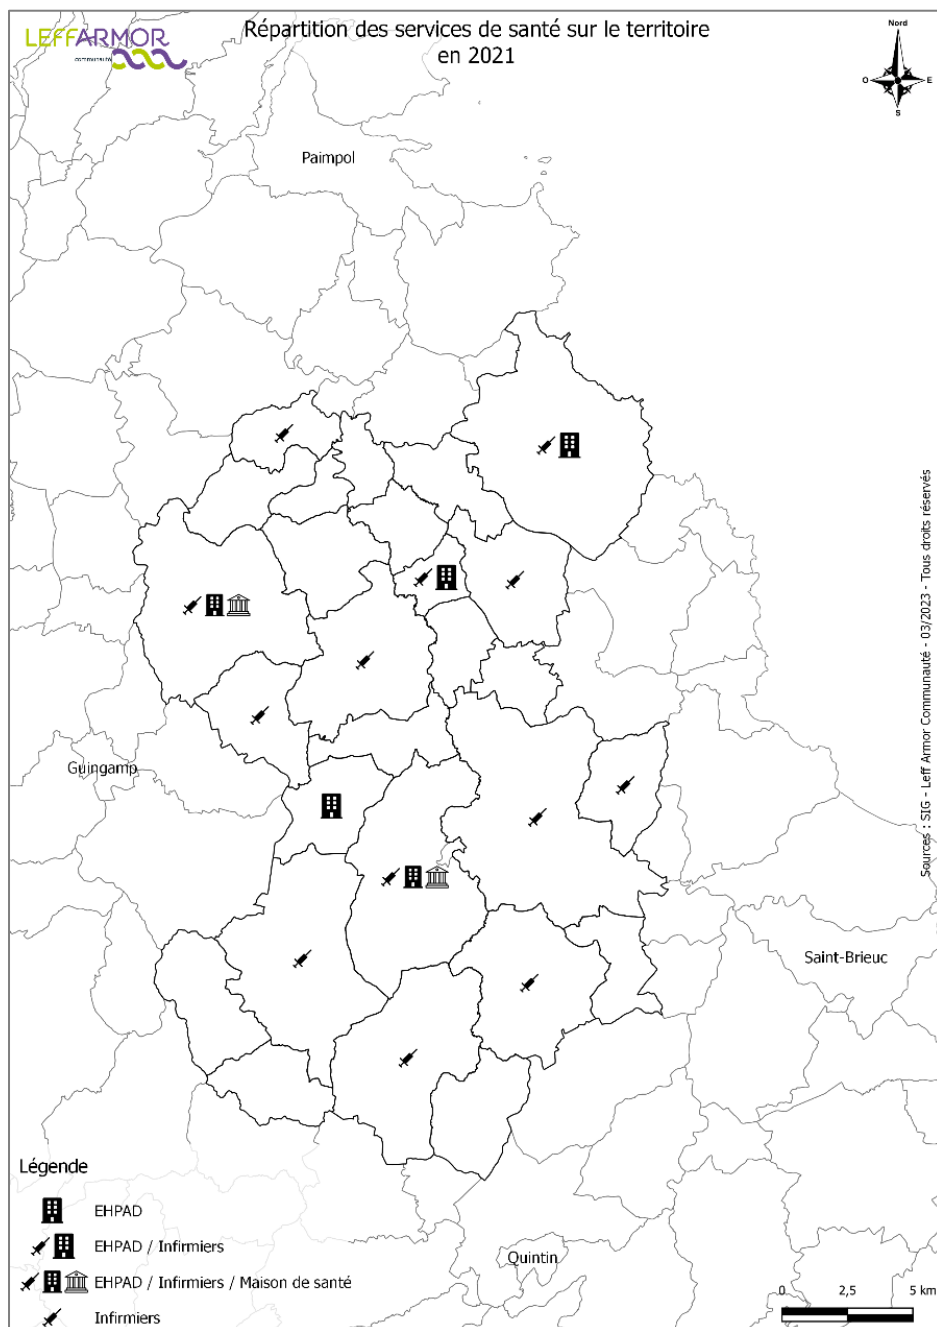 LEFFARMOR
communauté
Répartition des services de santé sur le territoire
en 2021
Nord
O
E
S
Paimpol
Guingamp
Saint-Brieuc
Quintin
Sources : SIG - Leff Armor Communauté - 03/2023 - Tous droits réservés
Légende
EHPAD
EHPAD / Infirmiers
EHPAD / Infirmiers / Maison de santé
Infirmiers
0 2,5 5 km